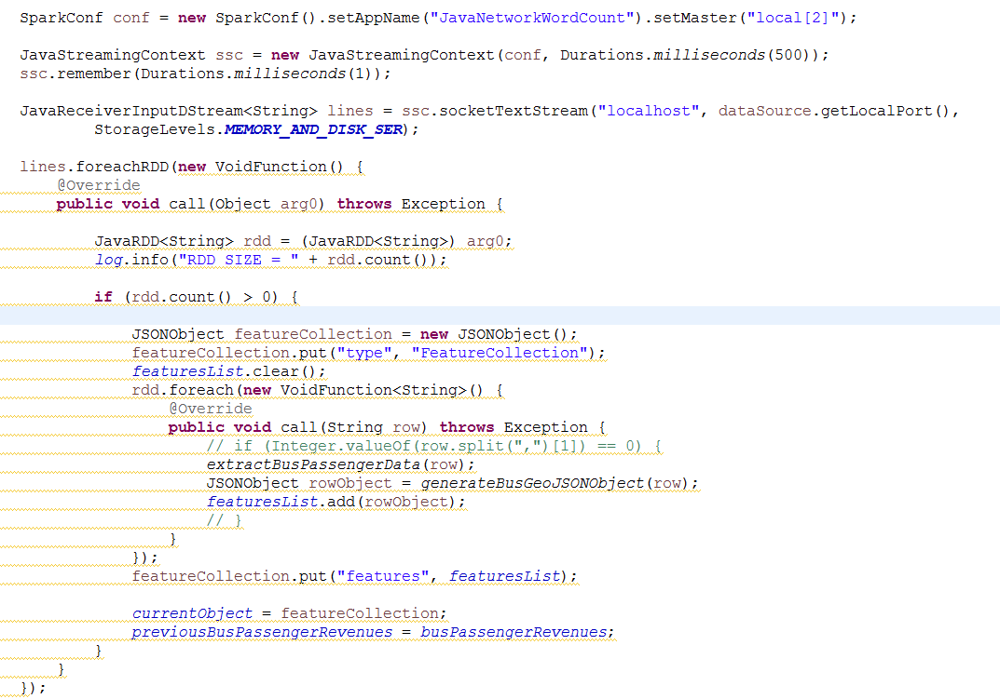 SparkConf conf = new SparkConf().setAppName("JavaNetworkWordCount").setMaster("local[2]");
JavaStreamingContext ssc = new JavaStreamingContext(conf, Durations.milliseconds(500));
ssc.remember(Durations.milliseconds(1));
JavaReceiverInputDStream<String> lines = ssc.socketTextStream("localhost", dataSource.getLocalPort(),
StorageLevels.MEMORY_AND_DISK_SER);
lines.foreachRDD(new VoidFunction() {
@Override
public void call(Object arg0) throws Exception {
JavaRDD<String> rdd = (JavaRDD<String>) arg0;
log.info("RDD SIZE = " + rdd.count());
if (rdd.count() > 0) {
JSONObject featureCollection = new JSONObject();
featureCollection.put("type", "FeatureCollection");
featuresList.clear();
rdd.foreach(new VoidFunction<String>() {
@Override
public void call(String row) throws Exception {
// if (Integer.valueOf(row.split(",")[1]) == 0) {
extractBusPassengerData(row);
JSONObject rowObject = generateBusGeoJSONObject(row);
featuresList.add(rowObject);
// }
}
});
featureCollection.put("features", featuresList);
currentObject = featureCollection;
previousBusPassengerRevenues = busPassengerRevenues;
}
}
});